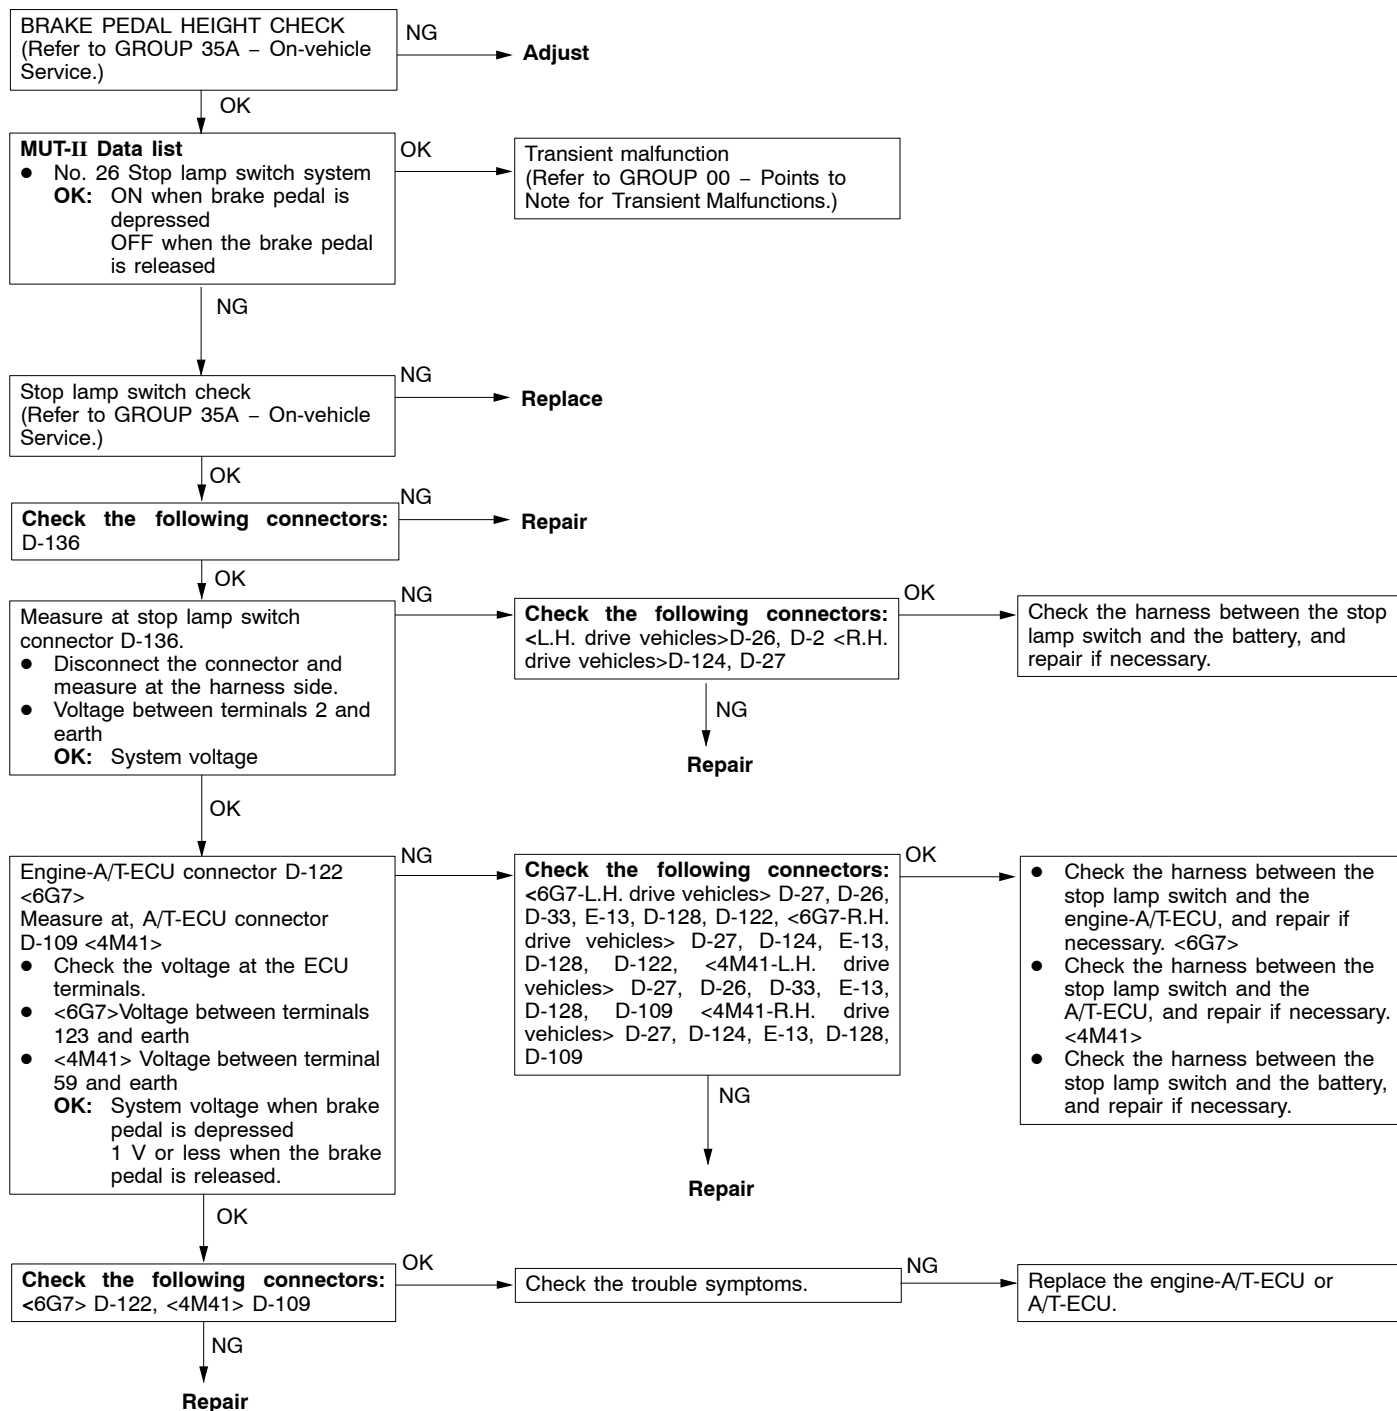 BRAKE PEDAL HEIGHT CHECK
(Refer to GROUP 35A – On-vehicle
Service.)
NG
Adjust
OK
MUT-II Data list
● No. 26 Stop lamp switch system
OK: ON when brake pedal is
depressed
OFF when the brake pedal
is released
OK
Transient malfunction
(Refer to GROUP 00 – Points to
Note for Transient Malfunctions.)
NG
Stop lamp switch check
(Refer to GROUP 35A – On-vehicle
Service.)
NG
Replace
OK
Check the following connectors:
D-136
NG
Repair
OK
Measure at stop lamp switch
connector D-136.
● Disconnect the connector and
measure at the harness side.
● Voltage between terminals 2 and
earth
OK: System voltage
NG
Check the following connectors:
<L.H. drive vehicles>D-26, D-2 <R.H.
drive vehicles>D-124, D-27
OK
Check the harness between the stop
lamp switch and the battery, and
repair if necessary.
NG
Repair
OK
Engine-A/T-ECU connector D-122
<6G7>
Measure at, A/T-ECU connector
D-109 <4M41>
● Check the voltage at the ECU
terminals.
● <6G7>Voltage between terminals
123 and earth
● <4M41> Voltage between terminal
59 and earth
OK: System voltage when brake
pedal is depressed
1 V or less when the brake
pedal is released.
NG
Check the following connectors:
<6G7-L.H. drive vehicles> D-27, D-26,
D-33, E-13, D-128, D-122, <6G7-R.H.
drive vehicles> D-27, D-124, E-13,
D-128, D-122, <4M41-L.H. drive
vehicles> D-27, D-26, D-33, E-13,
D-128, D-109 <4M41-R.H. drive
vehicles> D-27, D-124, E-13, D-128,
D-109
OK
● Check the harness between the
stop lamp switch and the
engine-A/T-ECU, and repair if
necessary. <6G7>
● Check the harness between the
stop lamp switch and the
A/T-ECU, and repair if necessary.
<4M41>
● Check the harness between the
stop lamp switch and the battery,
and repair if necessary.
NG
Repair
OK
Check the following connectors:
<6G7> D-122, <4M41> D-109
OK
Check the trouble symptoms.
NG
Replace the engine-A/T-ECU or
A/T-ECU.
NG
Repair